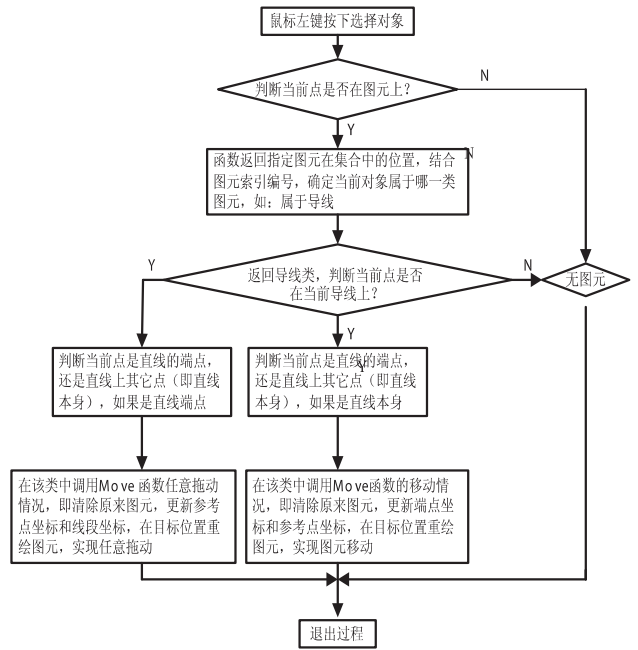 鼠标左键按下选择对象
判断当前点是否在图元上？
N
Y
函数返回指定图元在集合中的位置，结合
N
图元索引编号，确定当前对象属于哪一类
图元，如：属于导线
Y
返回导线类，判断当前点是否
在当前导线上？
N
无图元
Y
判断当前点是直线的端点，
还是直线上其它点（即直线
本身），如果是直线端点
判断当前点是直线的端点，
Y
还是直线上其它点（即直线
本身），如果是直线本身
在该类中调用Move 函数任意拖动
情况，即清除原来图元，更新参考
点坐标和线段坐标，在目标位置重
绘图元，实现任意拖动
在该类中调用Move函数的移动情
况，即清除原来图元，更新端点坐
标和参考点坐标，在目标位置重绘
图元，实现图元移动
退出过程